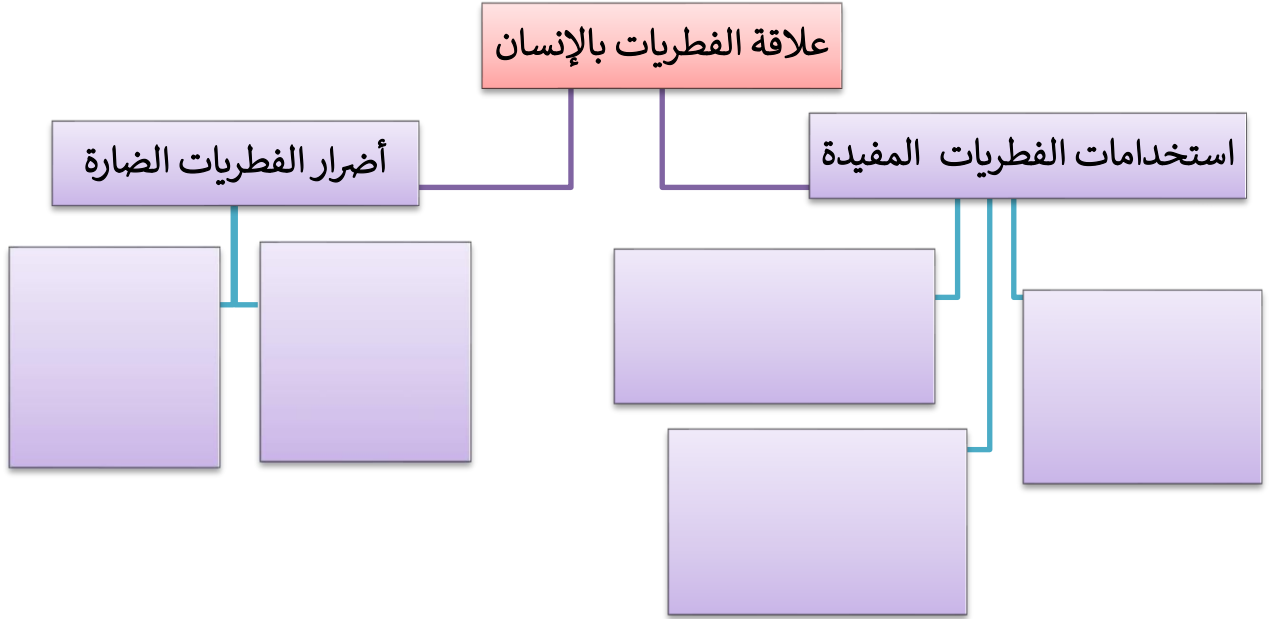 علاقة الفطريات بالإنسان
استخدامات الفطريات المفيدة
أضرار الفطريات الضارة